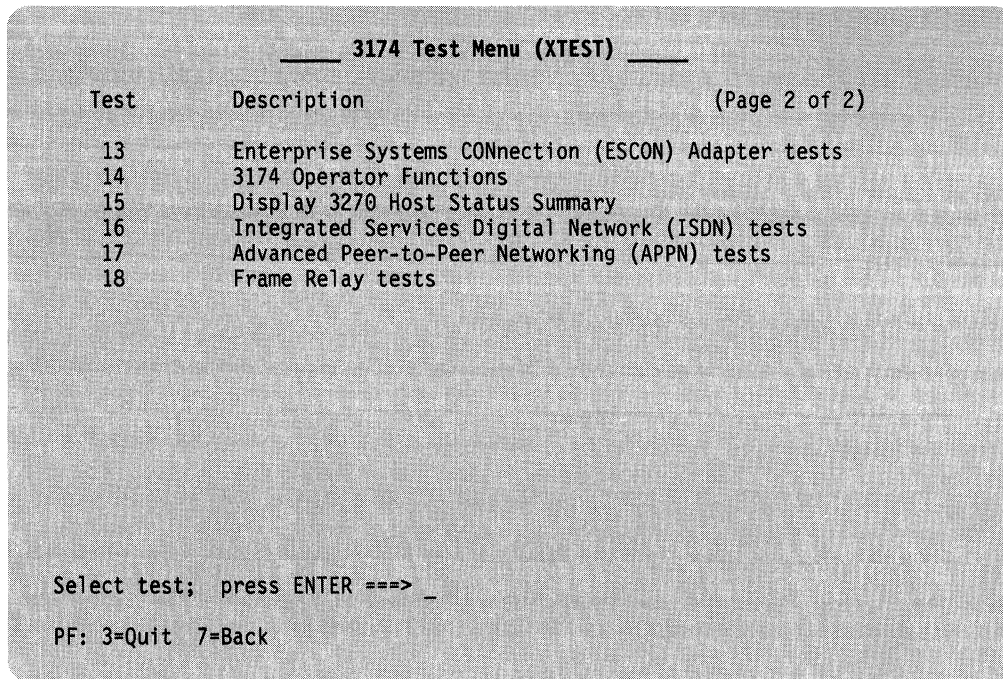 _____ 3174 Test Menu (XTEST) _____
Test Description (Page 2 of 2)
13 Enterprise Systems CONnection (ESCON) Adapter tests
14 3174 Operator Functions
15 Display 3270 Host Status Summary
16 Integrated Services Digital Network (ISDN) tests
17 Advanced Peer-to-Peer Networking (APPN) tests
18 Frame Relay tests
Select test; press ENTER ===> _
PF: 3=Quit 7=Back